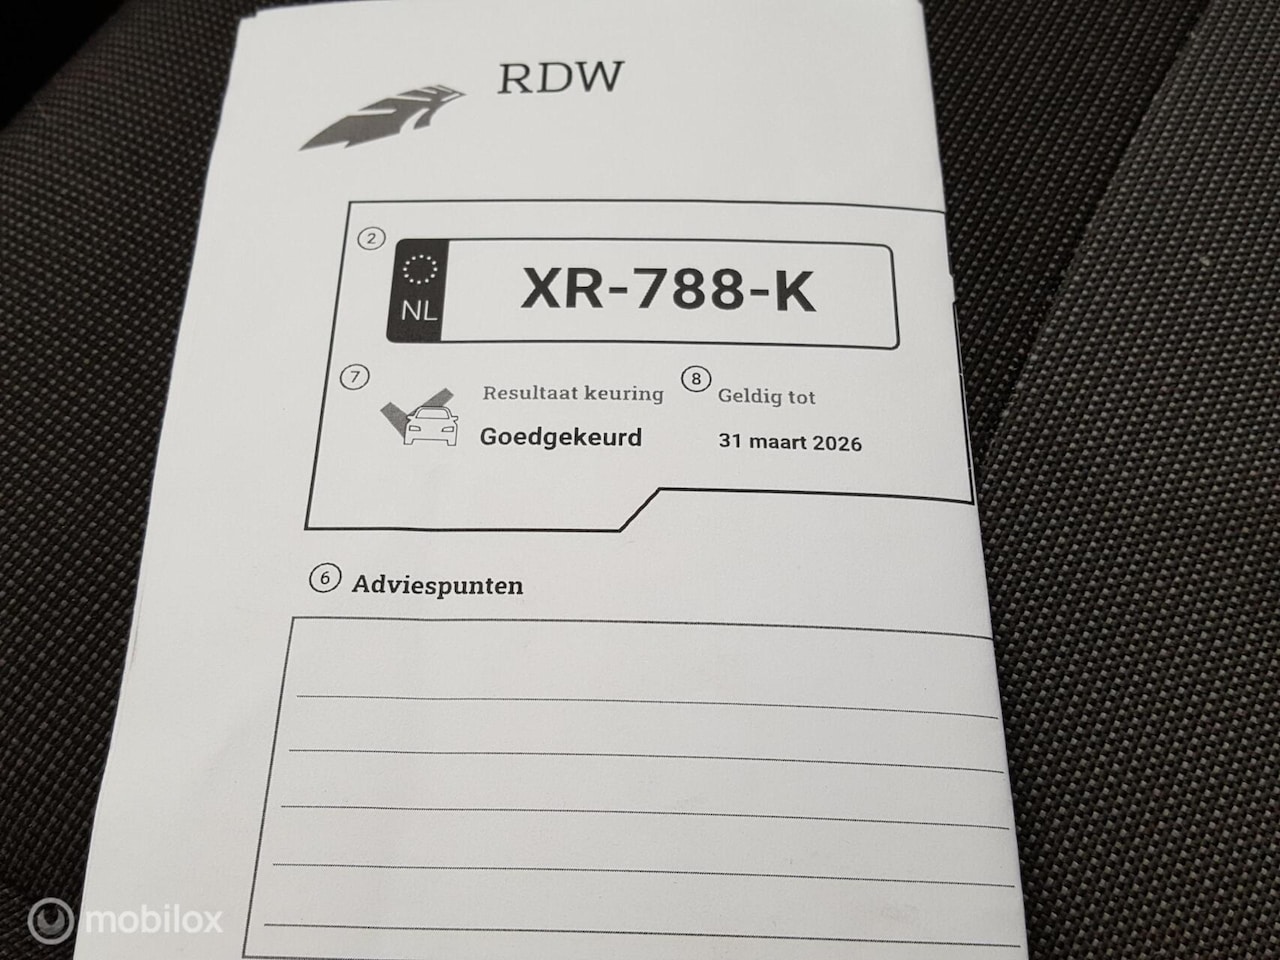 RDW
2
NL
XR-788-K
7
Resultaat keuring
8
Geldig tot
Goedgekeurd
31 maart 2026
6
Adviespunten
mobilox